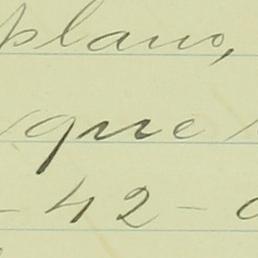 plano,
que
- 42 -